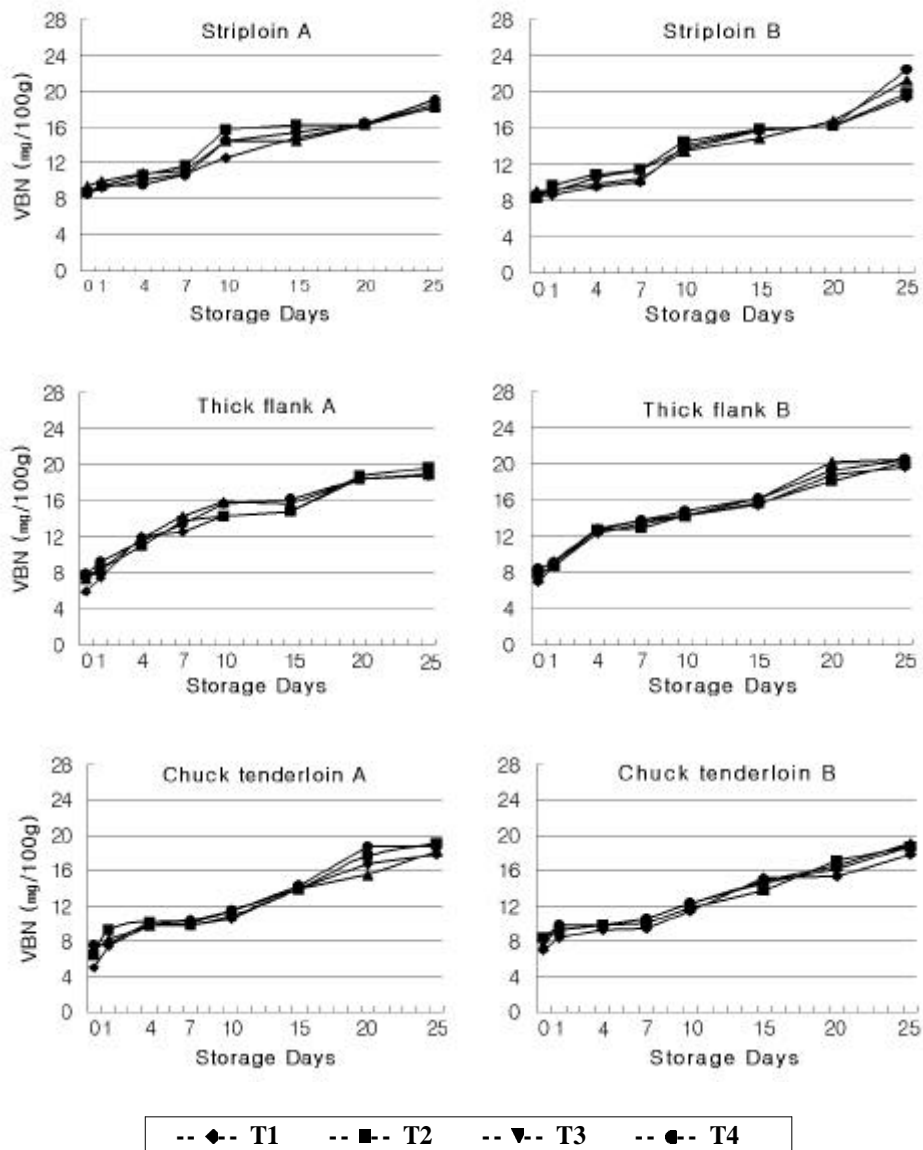 Striploin A
28
24
20
16
12
8
4
0
VBN (㎎/100g)
0 1 4 7 10 15 20 25
Storage Days
Striploin B
28
24
20
16
12
8
4
0
0 1 4 7 10 15 20 25
Storage Days
Thick flank A
28
24
20
16
12
8
4
0
VBN (㎎/100g)
0 1 4 7 10 15 20 25
Storage Days
Thick flank B
28
24
20
16
12
8
4
0
0 1 4 7 10 15 20 25
Storage Days
Chuck tenderloin A
28
24
20
16
12
8
4
0
VBN (㎎/100g)
0 1 4 7 10 15 20 25
Storage Days
Chuck tenderloin B
28
24
20
16
12
8
4
0
0 1 4 7 10 15 20 25
Storage Days
T1 T2 T3 T4